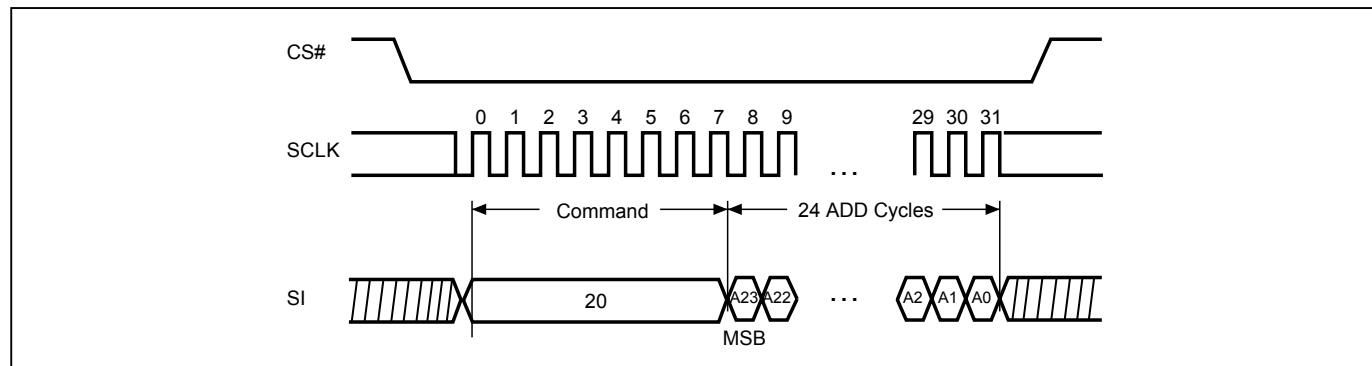 CS#
0 1 2 3 4 5 6 7 8 9 29 30 31
SCLK
...
Command
24 ADD Cycles
SI
20
A23 A22 ... A2 A1 A0
MSB